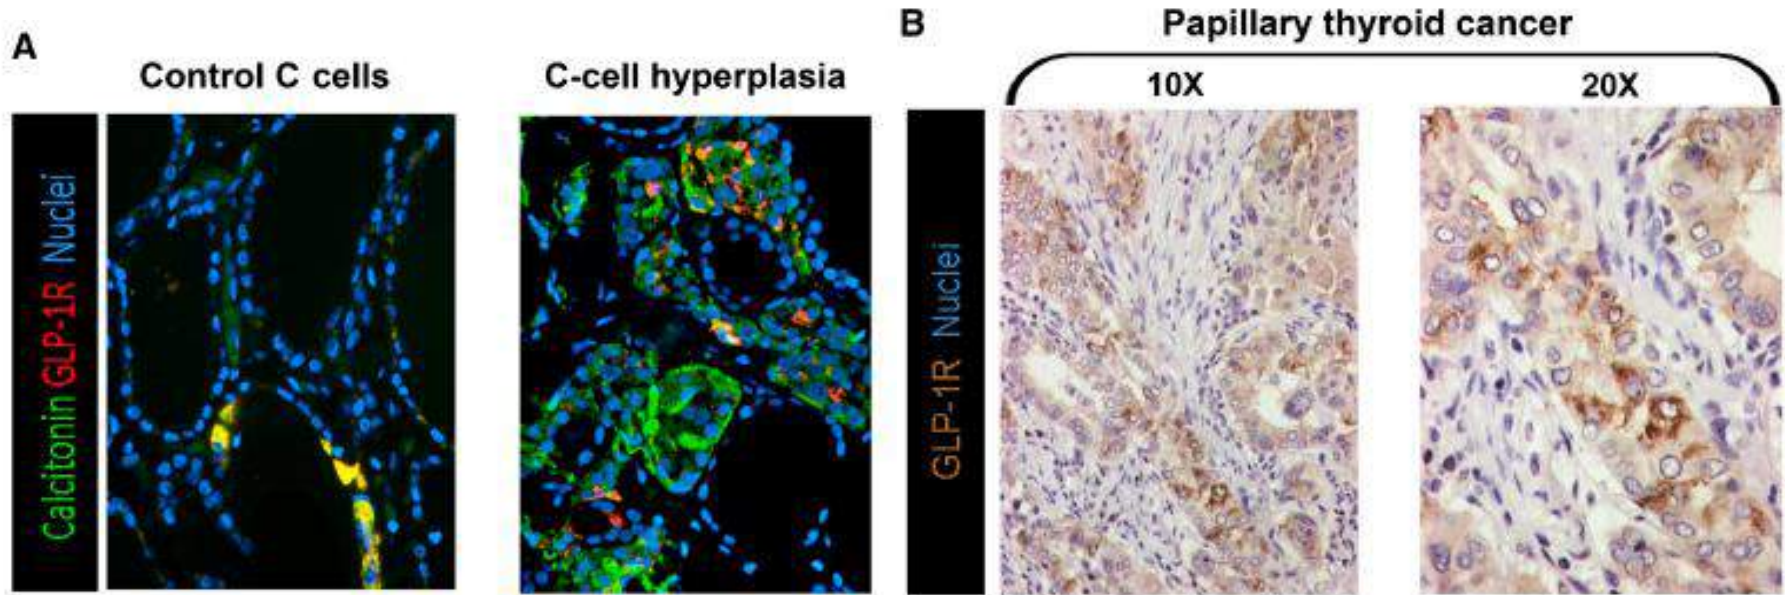 A
Control C cells
C-cell hyperplasia
Calcitonin GLP-1R Nuclei
B
Papillary thyroid cancer
10X
20X
GLP-1R Nuclei